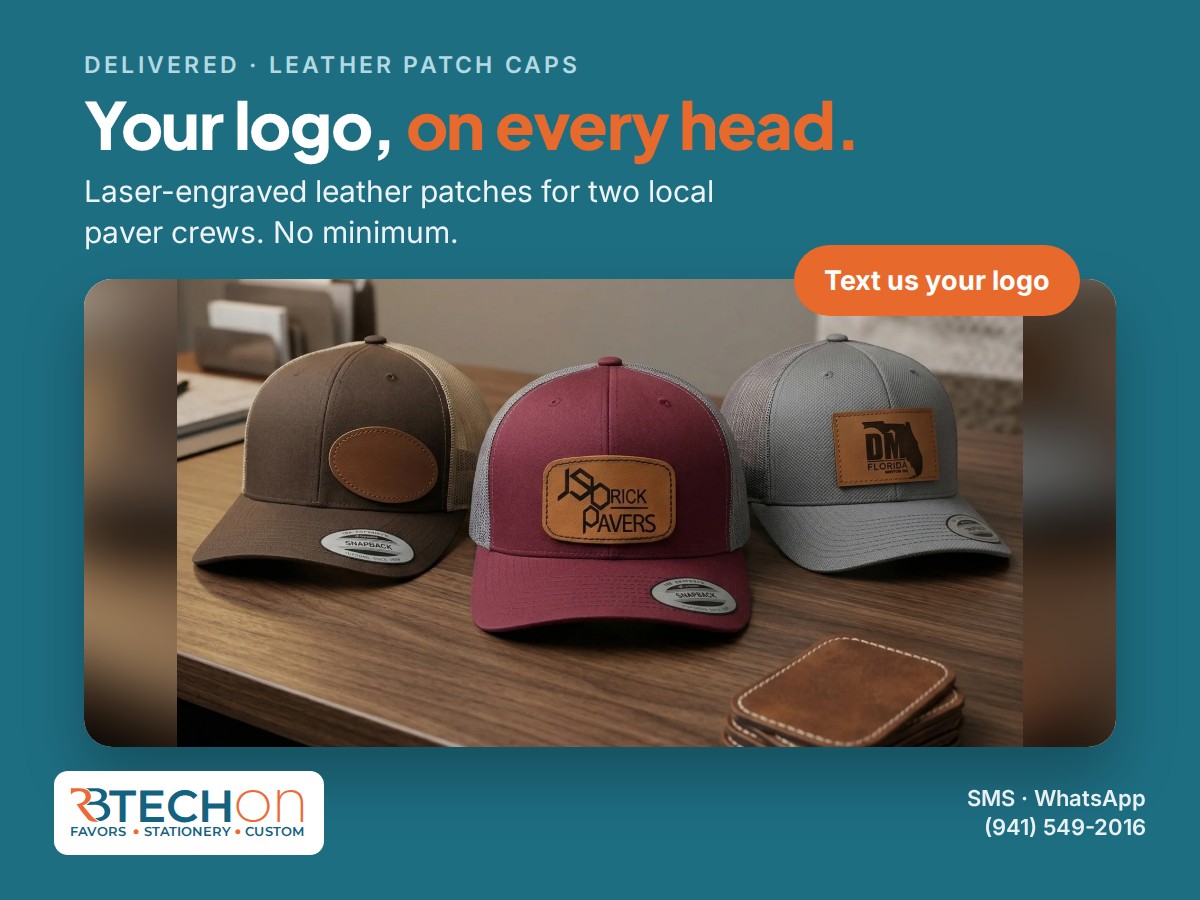 DELIVERED · LEATHER PATCH CAPS
Your logo, on every head.
Laser-engraved leather patches for two local
paver crews. No minimum.
Text us your logo
SNAPBACK
JSB RICK
PAVERS
SNAPBACK
DM
FLORIDA
RBTECHon
FAVORS • STATIONERY • CUSTOM
SMS · WhatsApp
(941) 549-2016